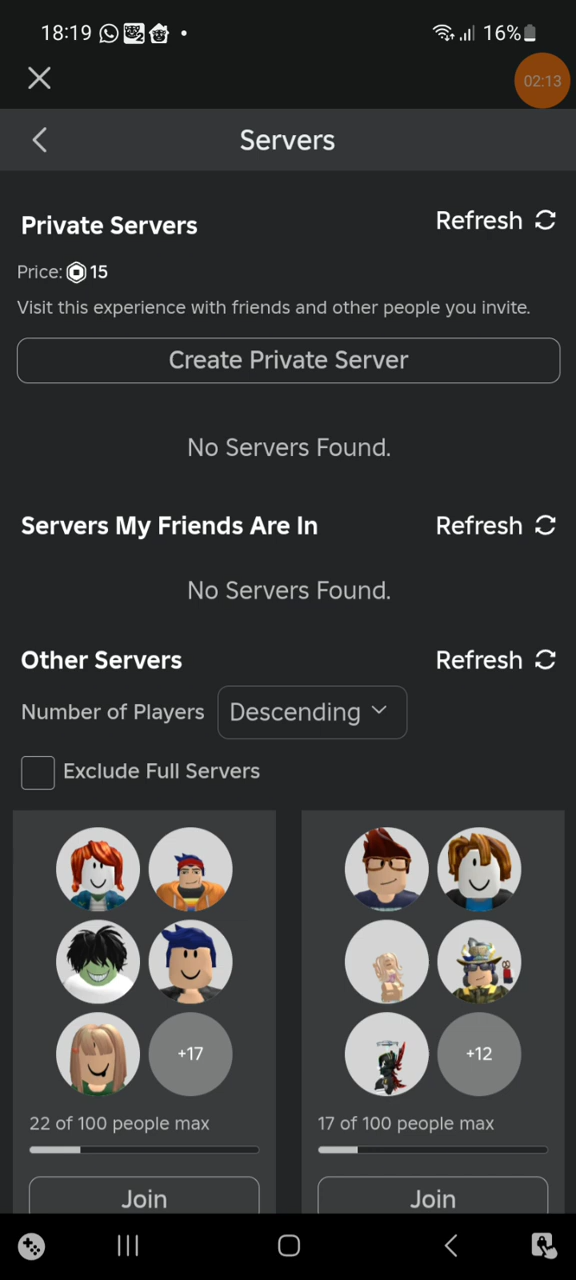 18:19
16%
02:13
Servers
Private Servers
Refresh
Price: 15
Visit this experience with friends and other people you invite.
Create Private Server
No Servers Found.
Servers My Friends Are In
Refresh
No Servers Found.
Other Servers
Refresh
Number of Players
Descending
Exclude Full Servers
+17
+12
22 of 100 people max
17 of 100 people max
Join
Join